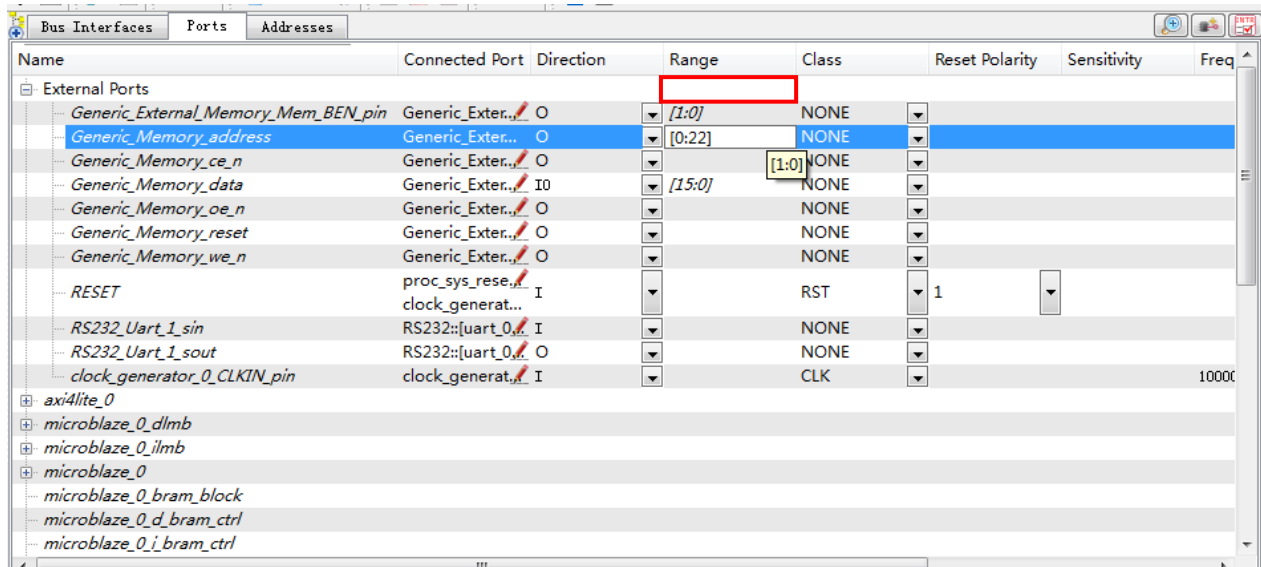 Bus Interfaces Ports Addresses
Name Connected Port Direction Range Class Reset Polarity Sensitivity Freq
External Ports
Generic_External_Memory_Mem_BEN_pin Generic_Exter... O [1:0] NONE
Generic_Memory_address Generic_Exter... O [0:22] NONE
[1:0]
Generic_Memory_ce_n Generic_Exter... O NONE
Generic_Memory_data Generic_Exter... IO [15:0] NONE
Generic_Memory_oe_n Generic_Exter... O NONE
Generic_Memory_reset Generic_Exter... O NONE
Generic_Memory_we_n Generic_Exter... O NONE
RESET proc_sys_rese... I RST 1
clock_generat...
RS232_Uart_1_sin RS232::[uart_0... I NONE
RS232_Uart_1_sout RS232::[uart_0... O NONE
clock_generator_0_CLKIN_pin clock_generat... I CLK 10000
axi4lite_0
microblaze_0_dlmb
microblaze_0_ilmb
microblaze_0
microblaze_0_bram_block
microblaze_0_d_bram_ctrl
microblaze_0_i_bram_ctrl